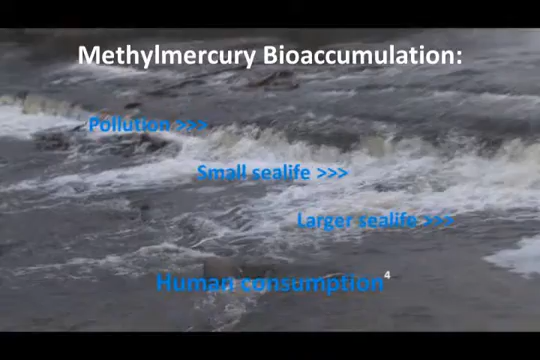 Methylmercury Bioaccumulation:
Pollution >>>
Small sealife >>>
Larger sealife >>>
Human consumption⁴